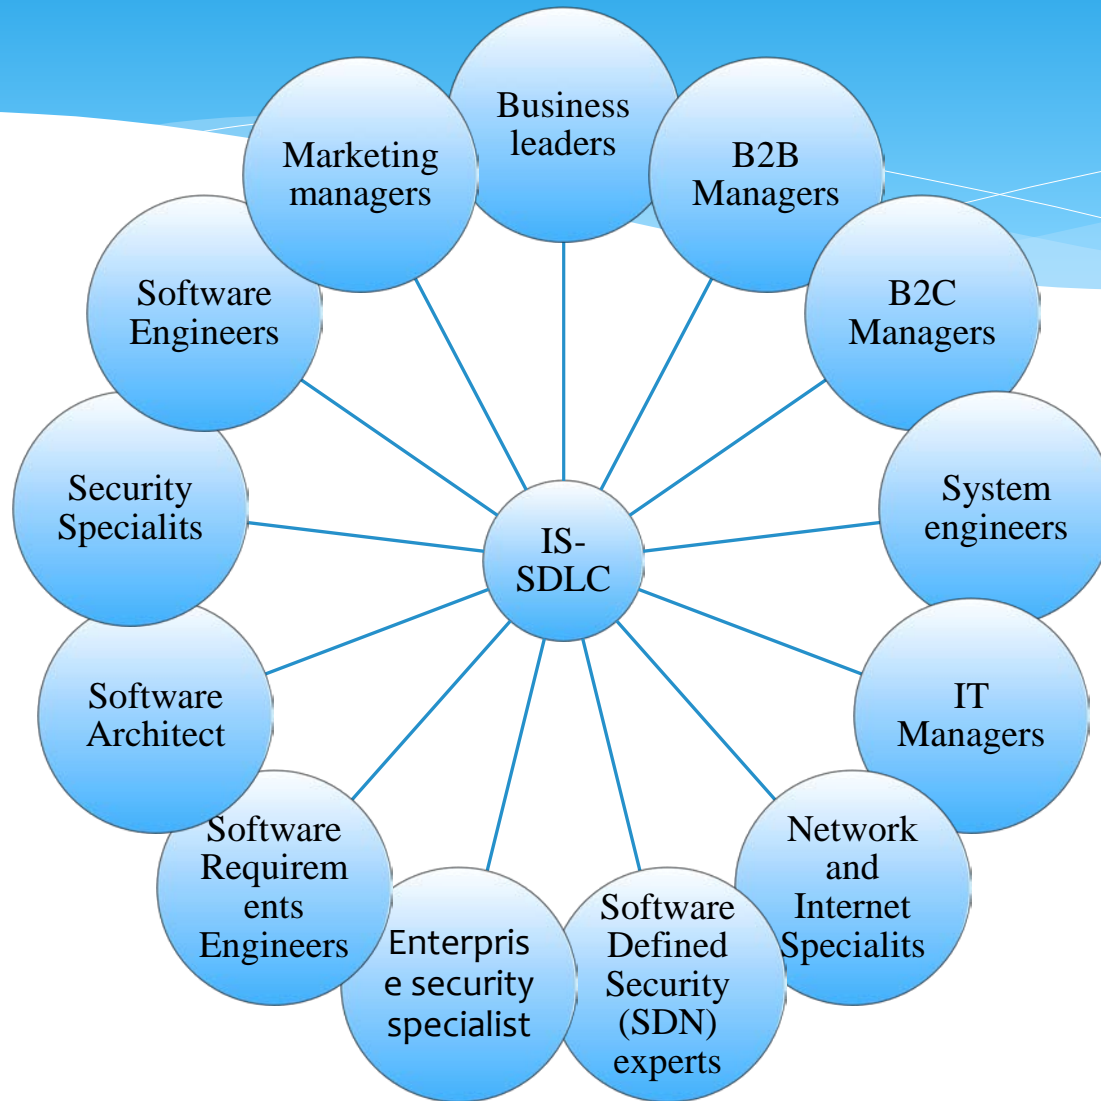 Business
leaders
B2B
Managers
B2C
Managers
System
engineers
IT
Managers
Network
and
Internet
Specialits
Software
Defined
Security
(SDN)
experts
Enterpris
e security
specialist
Software
Requirem
ents
Engineers
Software
Architect
Security
Specialits
Software
Engineers
Marketing
managers
IS-
SDLC